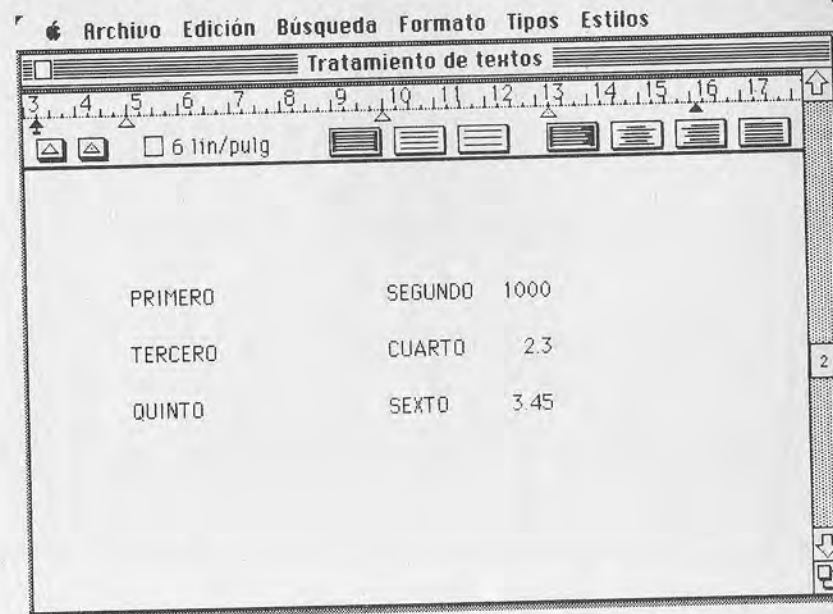 Archivo Edición Búsqueda Formato Tipos Estilos
Tratamiento de textos
3 4 5 6 7 8 9 10 11 12 13 14 15 16 17
6 lin/pulg
PRIMERO SEGUNDO 1000
TERCERO CUARTO 2.3
2
QUINTO SEXTO 3.45